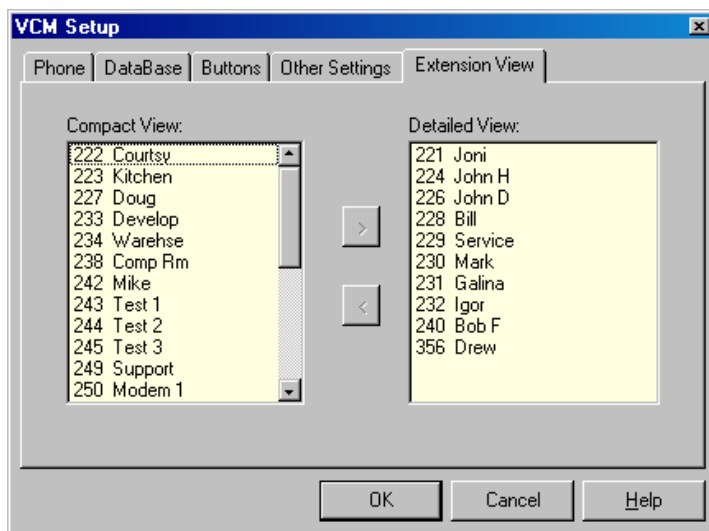 VCM Setup
Phone DataBase Buttons Other Settings Extension View
Compact View:
222 Courtsy
223 Kitchen
227 Doug
233 Develop
234 Warehse
238 Comp Rm
242 Mike
243 Test 1
244 Test 2
245 Test 3
249 Support
250 Modem 1
>
<
Detailed View:
221 Joni
224 John H
226 John D
228 Bill
229 Service
230 Mark
231 Galina
232 Igor
240 Bob F
356 Drew
OK Cancel Help